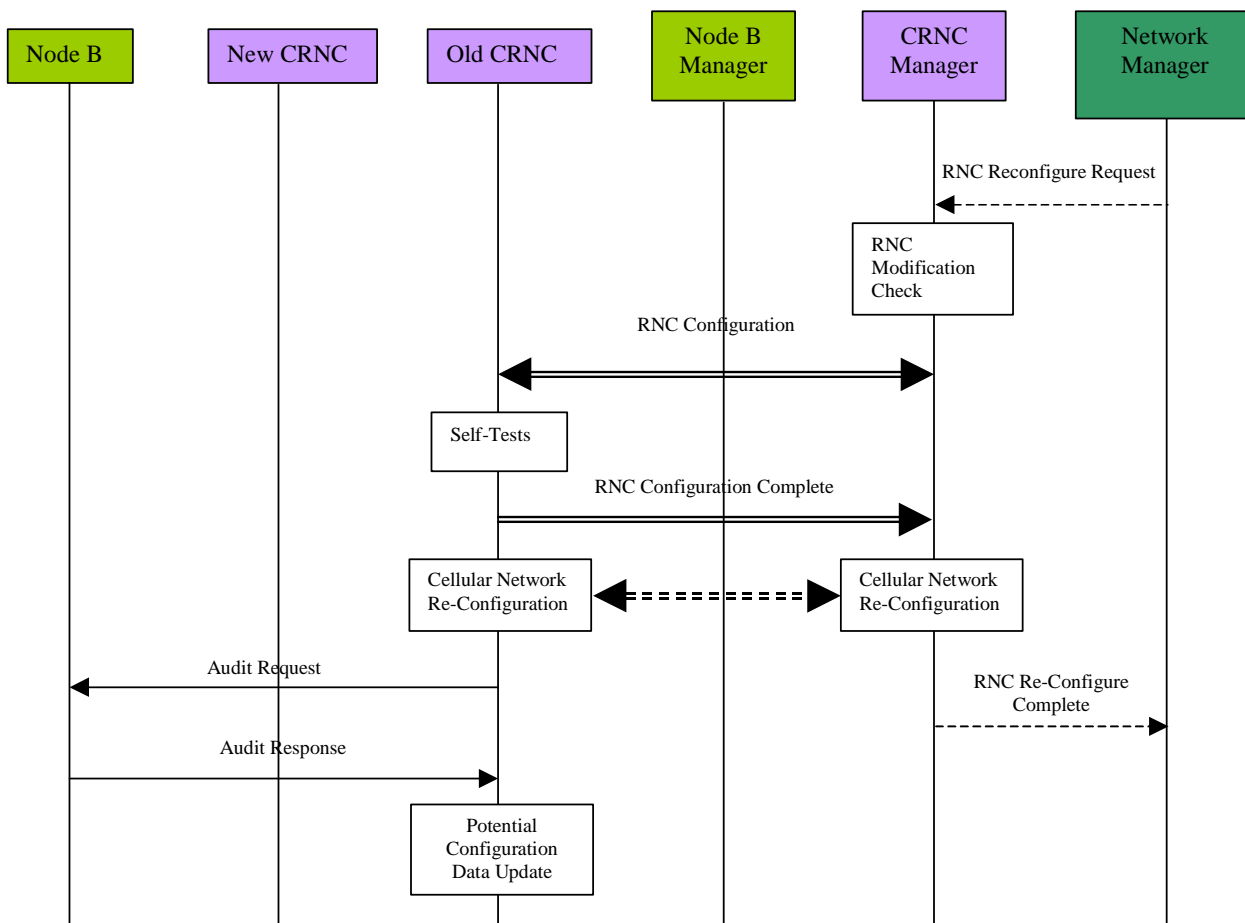 Node B
New CRNC
Old CRNC
Node B
Manager
CRNC
Manager
Network
Manager
RNC Reconfigure Request
RNC
Modification
Check
RNC Configuration
Self-Tests
RNC Configuration Complete
Cellular Network
Re-Configuration
Cellular Network
Re-Configuration
Audit Request
RNC Re-Configure
Complete
Audit Response
Potential
Configuration
Data Update